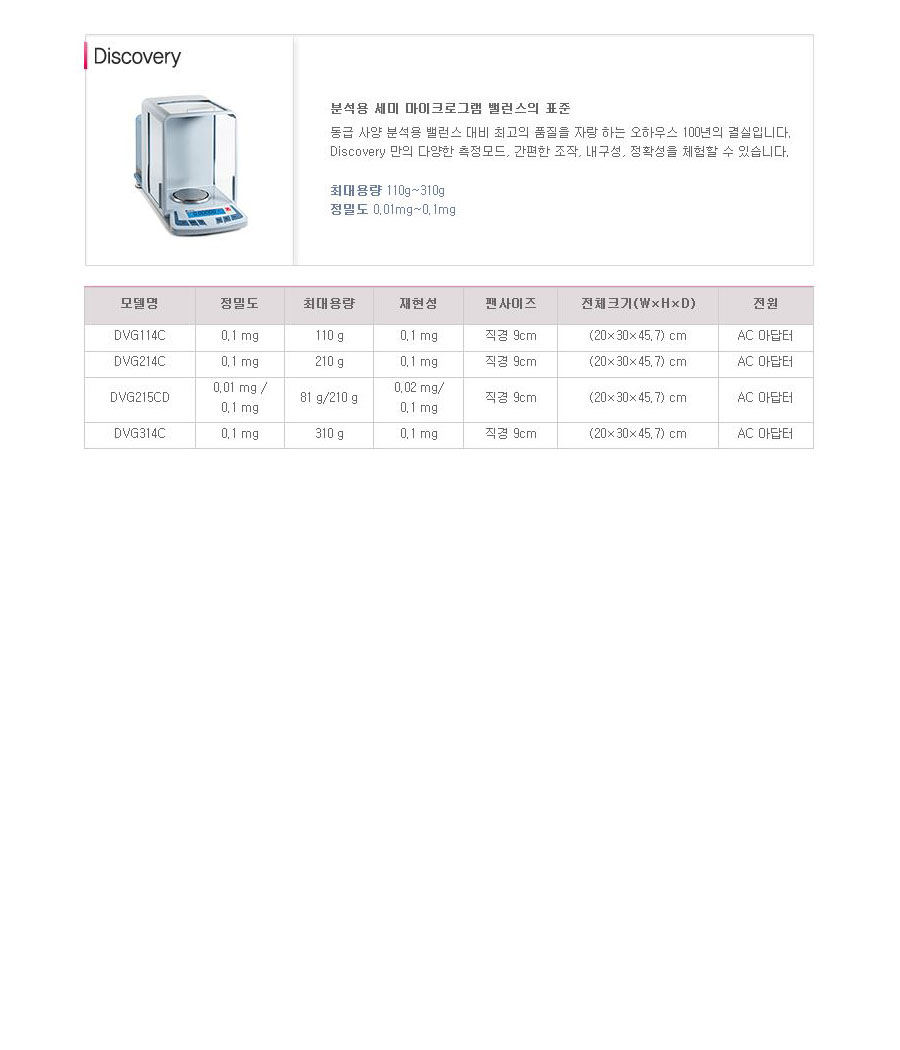 Discovery
분석용 세미 마이크로그램 밸런스의 표준
동급 사양 분석용 밸런스 대비 최고의 품질을 자랑 하는 오하우스 100년의 결실입니다.
Discovery 만의 다양한 측정모드, 간편한 조작, 내구성, 정확성을 체험할 수 있습니다.
최대용량 110g~310g
정밀도 0.01mg~0.1mg
모델명 정밀도 최대용량 재현성 팬사이즈 전체크기(W×H×D) 전원
DVG114C 0.1 mg 110 g 0.1 mg 직경 9cm (20×30×45.7) cm AC 아답터
DVG214C 0.1 mg 210 g 0.1 mg 직경 9cm (20×30×45.7) cm AC 아답터
DVG215CD 0.01 mg / 0.1 mg 81 g/210 g 0.02 mg/ 0.1 mg 직경 9cm (20×30×45.7) cm AC 아답터
DVG314C 0.1 mg 310 g 0.1 mg 직경 9cm (20×30×45.7) cm AC 아답터